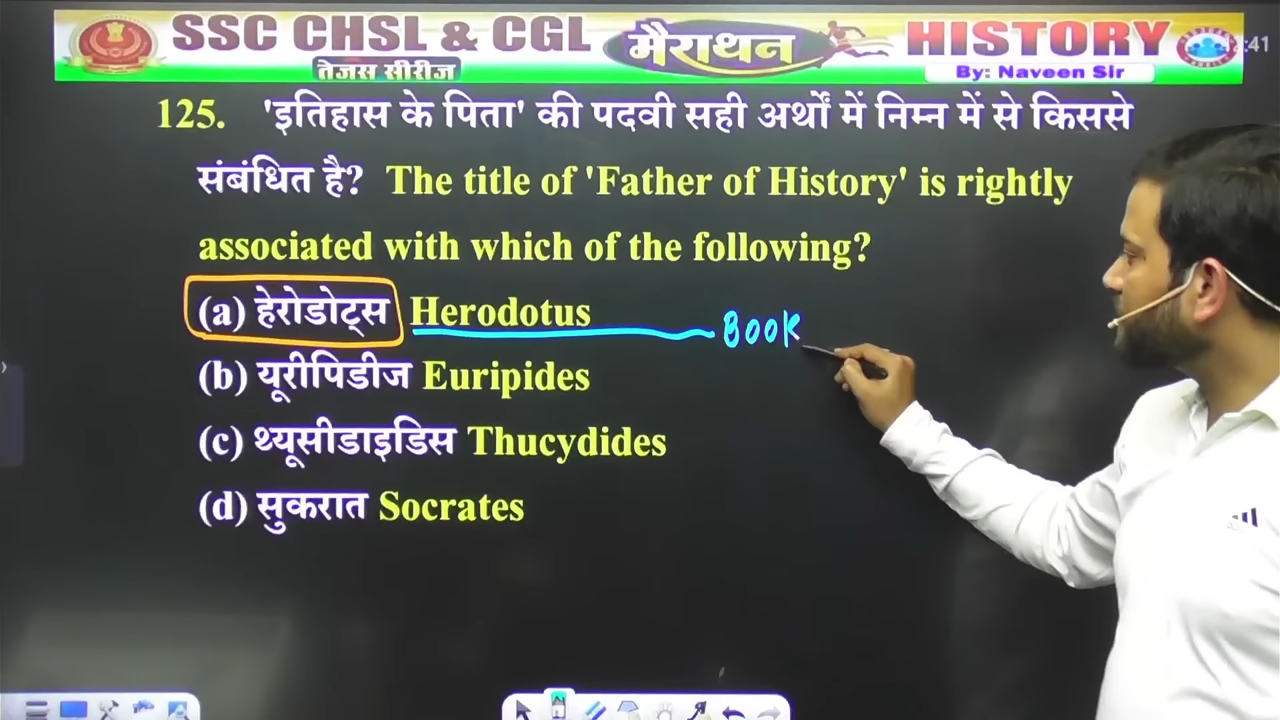 SSC CHSL & CGL मैराथन HISTORY
तेजस सीरीज By: Naveen Sir
125. 'इतिहास के पिता' की पदवी सही अर्थों में निम्न में से किससे
संबंधित है? The title of 'Father of History' is rightly
associated with which of the following?
(a) हेरोडोट्स Herodotus BOOK
(b) यूरीपिडीज Euripides
(c) थ्यूसीडाइडिस Thucydides
(d) सुकरात Socrates